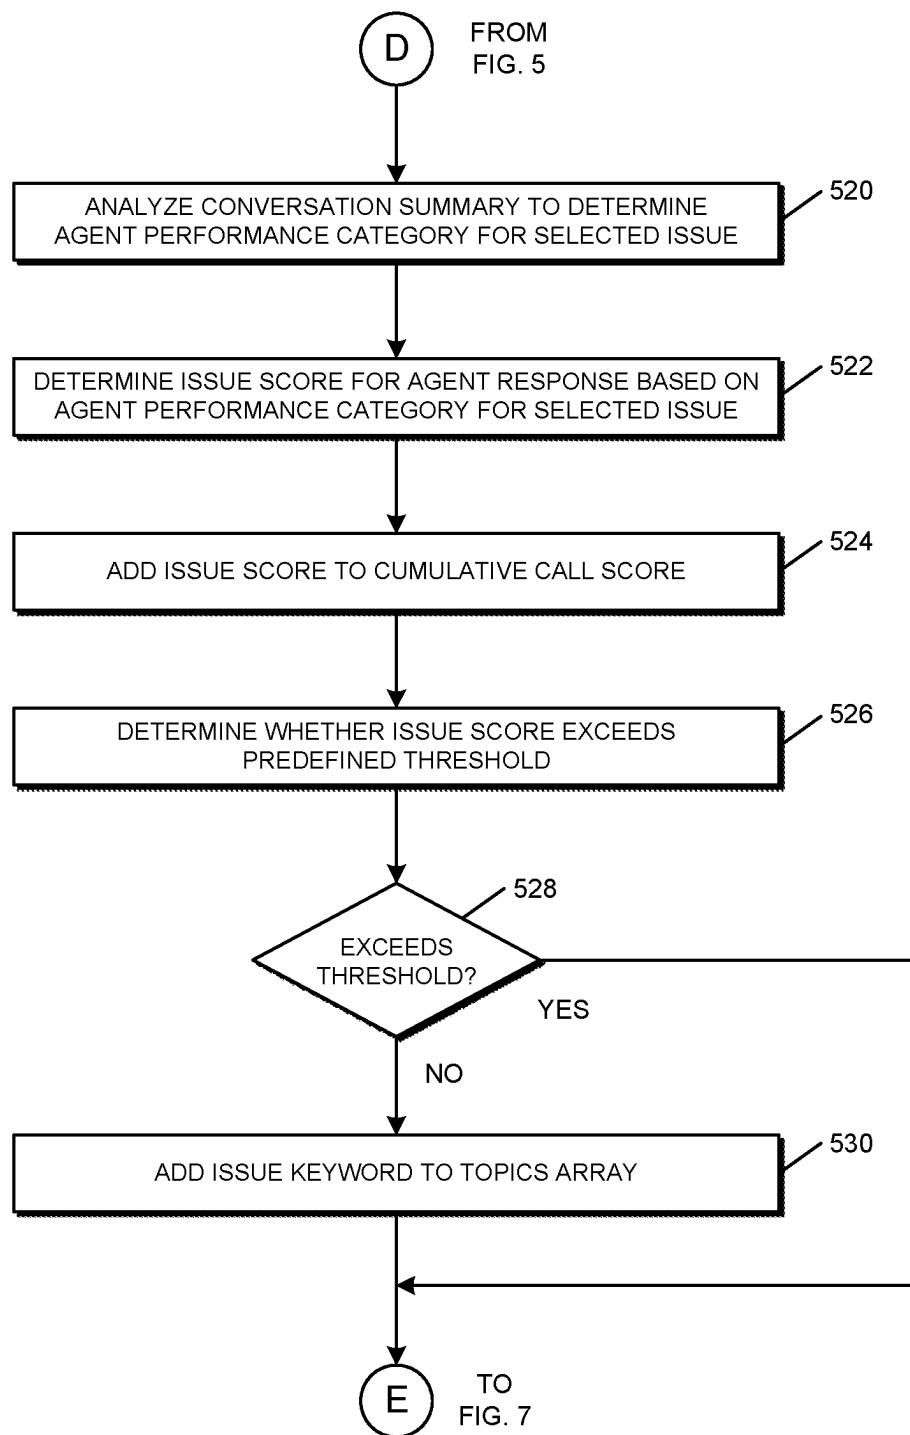 D
FROM
FIG. 5
520
ANALYZE CONVERSATION SUMMARY TO DETERMINE
AGENT PERFORMANCE CATEGORY FOR SELECTED ISSUE
522
DETERMINE ISSUE SCORE FOR AGENT RESPONSE BASED ON
AGENT PERFORMANCE CATEGORY FOR SELECTED ISSUE
524
ADD ISSUE SCORE TO CUMULATIVE CALL SCORE
526
DETERMINE WHETHER ISSUE SCORE EXCEEDS
PREDEFINED THRESHOLD
528
EXCEEDS
THRESHOLD?
YES
NO
530
ADD ISSUE KEYWORD TO TOPICS ARRAY
E
TO
FIG. 7